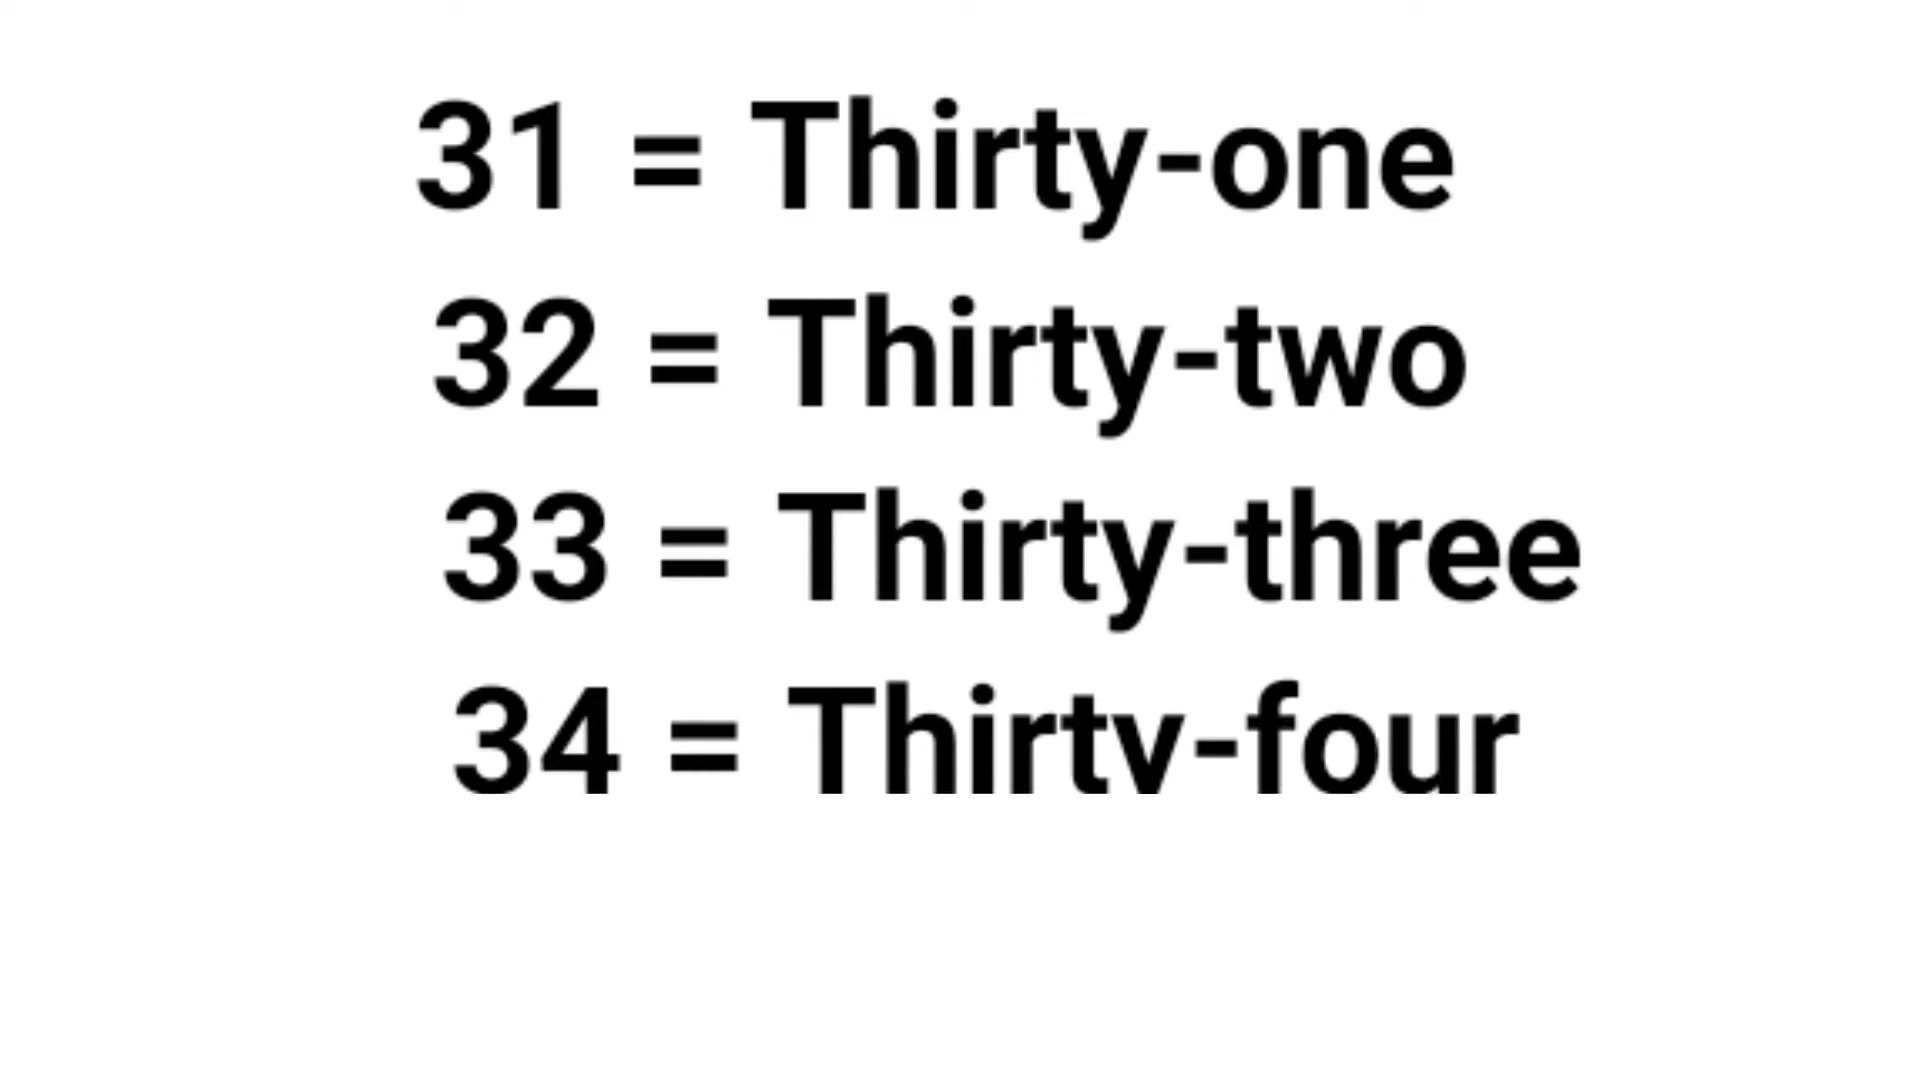 31 = Thirty-one
32 = Thirty-two
33 = Thirty-three
34 = Thirty-four